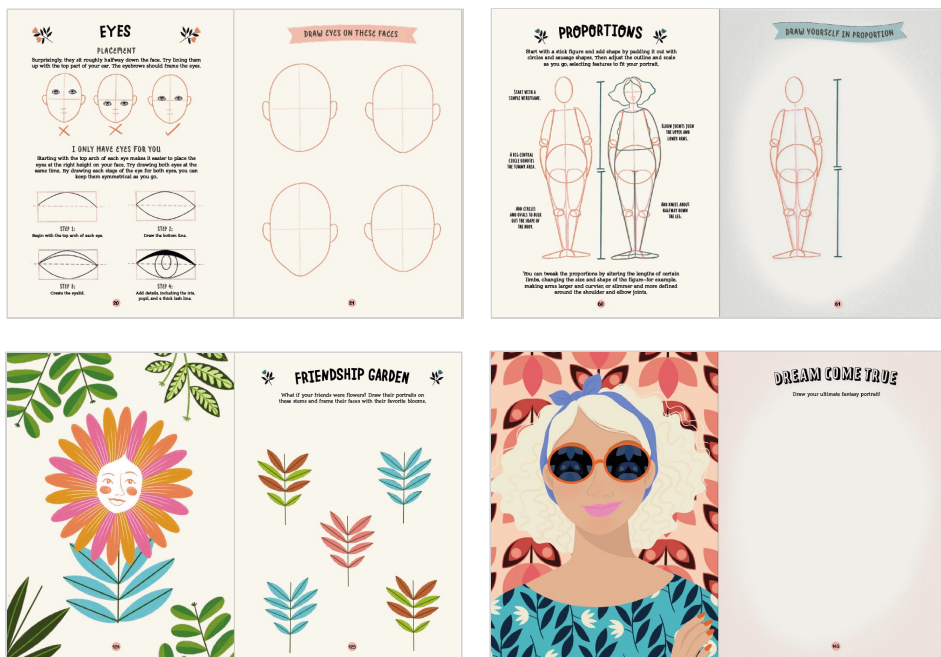 EYES
PLACEMENT
Surprisingly, they sit roughly halfway down the face. Try lining them
up with the top part of your ear. The eyebrows should frame the eyes.
I ONLY HAVE EYES FOR YOU
Starting with the top arch of each eye makes it easier to place the
eyes at the right height on your face. Try drawing both eyes at the
same time. By drawing each stage of the eye for both eyes, you can
keep them symmetrical as you go.
STEP 1:
Begin with the top arch of each eye.
STEP 2:
Draw the bottom line.
STEP 3:
Create the eyelid.
STEP 4:
Add details, including the iris,
pupil, and a thick lash line.
20
DRAW EYES ON THESE FACES
21
PROPORTIONS
Start with a stick figure and add shape by padding it out with
circles and sausage shapes. Then adjust the outline and scale
as you go, selecting features to fit your portrait.
START WITH A
SIMPLE WIREFRAME.
ELBOW JOINTS JOIN
THE UPPER AND
LOWER ARMS.
A BIG CENTRAL
CIRCLE DENOTES
THE TUMMY AREA.
ADD CIRCLES
AND OVALS TO BULK
OUT THE SHAPE OF
THE BODY.
ADD KNEES ABOUT
HALFWAY DOWN
THE LEG.
You can tweak the proportions by altering the lengths of certain
limbs, changing the size and shape of the figure—for example,
making arms larger and curvier, or slimmer and more defined
around the shoulder and elbow joints.
60
DRAW YOURSELF IN PROPORTION
61
124
FRIENDSHIP GARDEN
What if your friends were flowers? Draw their portraits on
these stems and frame their faces with their favorite blooms.
125
DREAM COME TRUE
Draw your ultimate fantasy portrait!
143